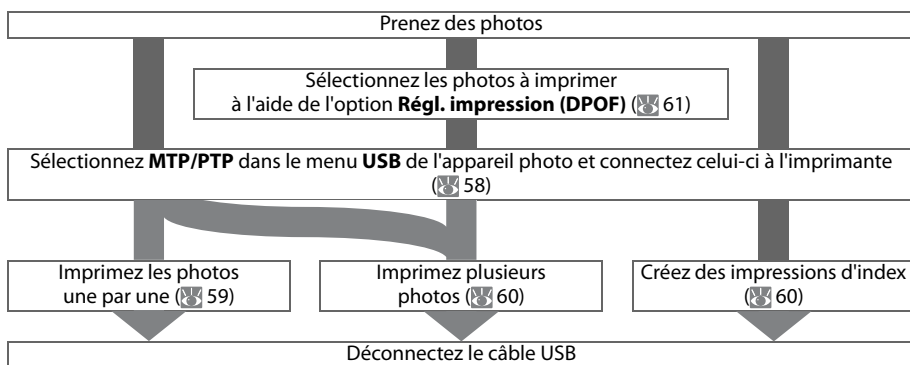 Prenez des photos
Sélectionnez les photos à imprimer
à l'aide de l'option Régl. impression (DPOF) ( 61)
Sélectionnez MTP/PTP dans le menu USB de l'appareil photo et connectez celui-ci à l'imprimante
( 58)
Imprimez les photos
une par une ( 59)
Imprimez plusieurs
photos ( 60)
Créez des impressions d'index
( 60)
Déconnectez le câble USB